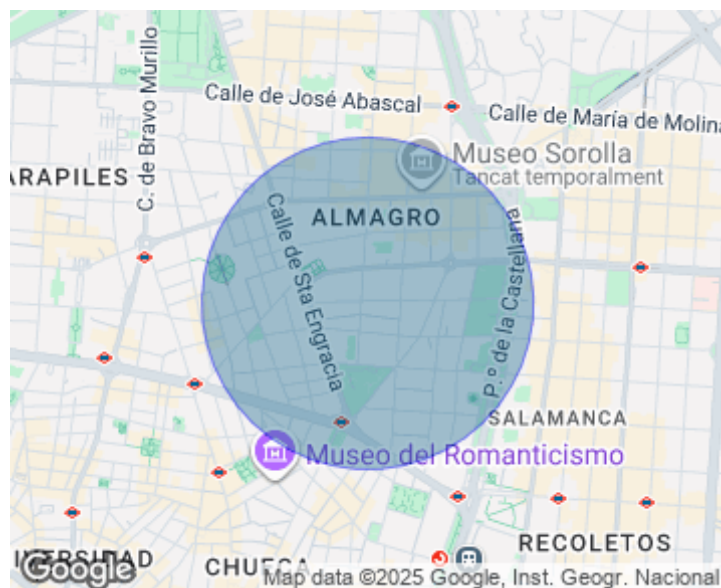 C. de Bravo Murillo
Calle de José Abascal
Calle de María de Molina
Museo Sorolla
Tancat temporalment
ARAPILES
ALMAGRO
Calle de Sta Engracia
P.º de la Castellana
SALAMANCA
Museo del Romanticismo
RECOLETOS
UNIVERSIDAD
CHUECA
Google
Map data ©2025 Google, Inst. Geogr. Nacional